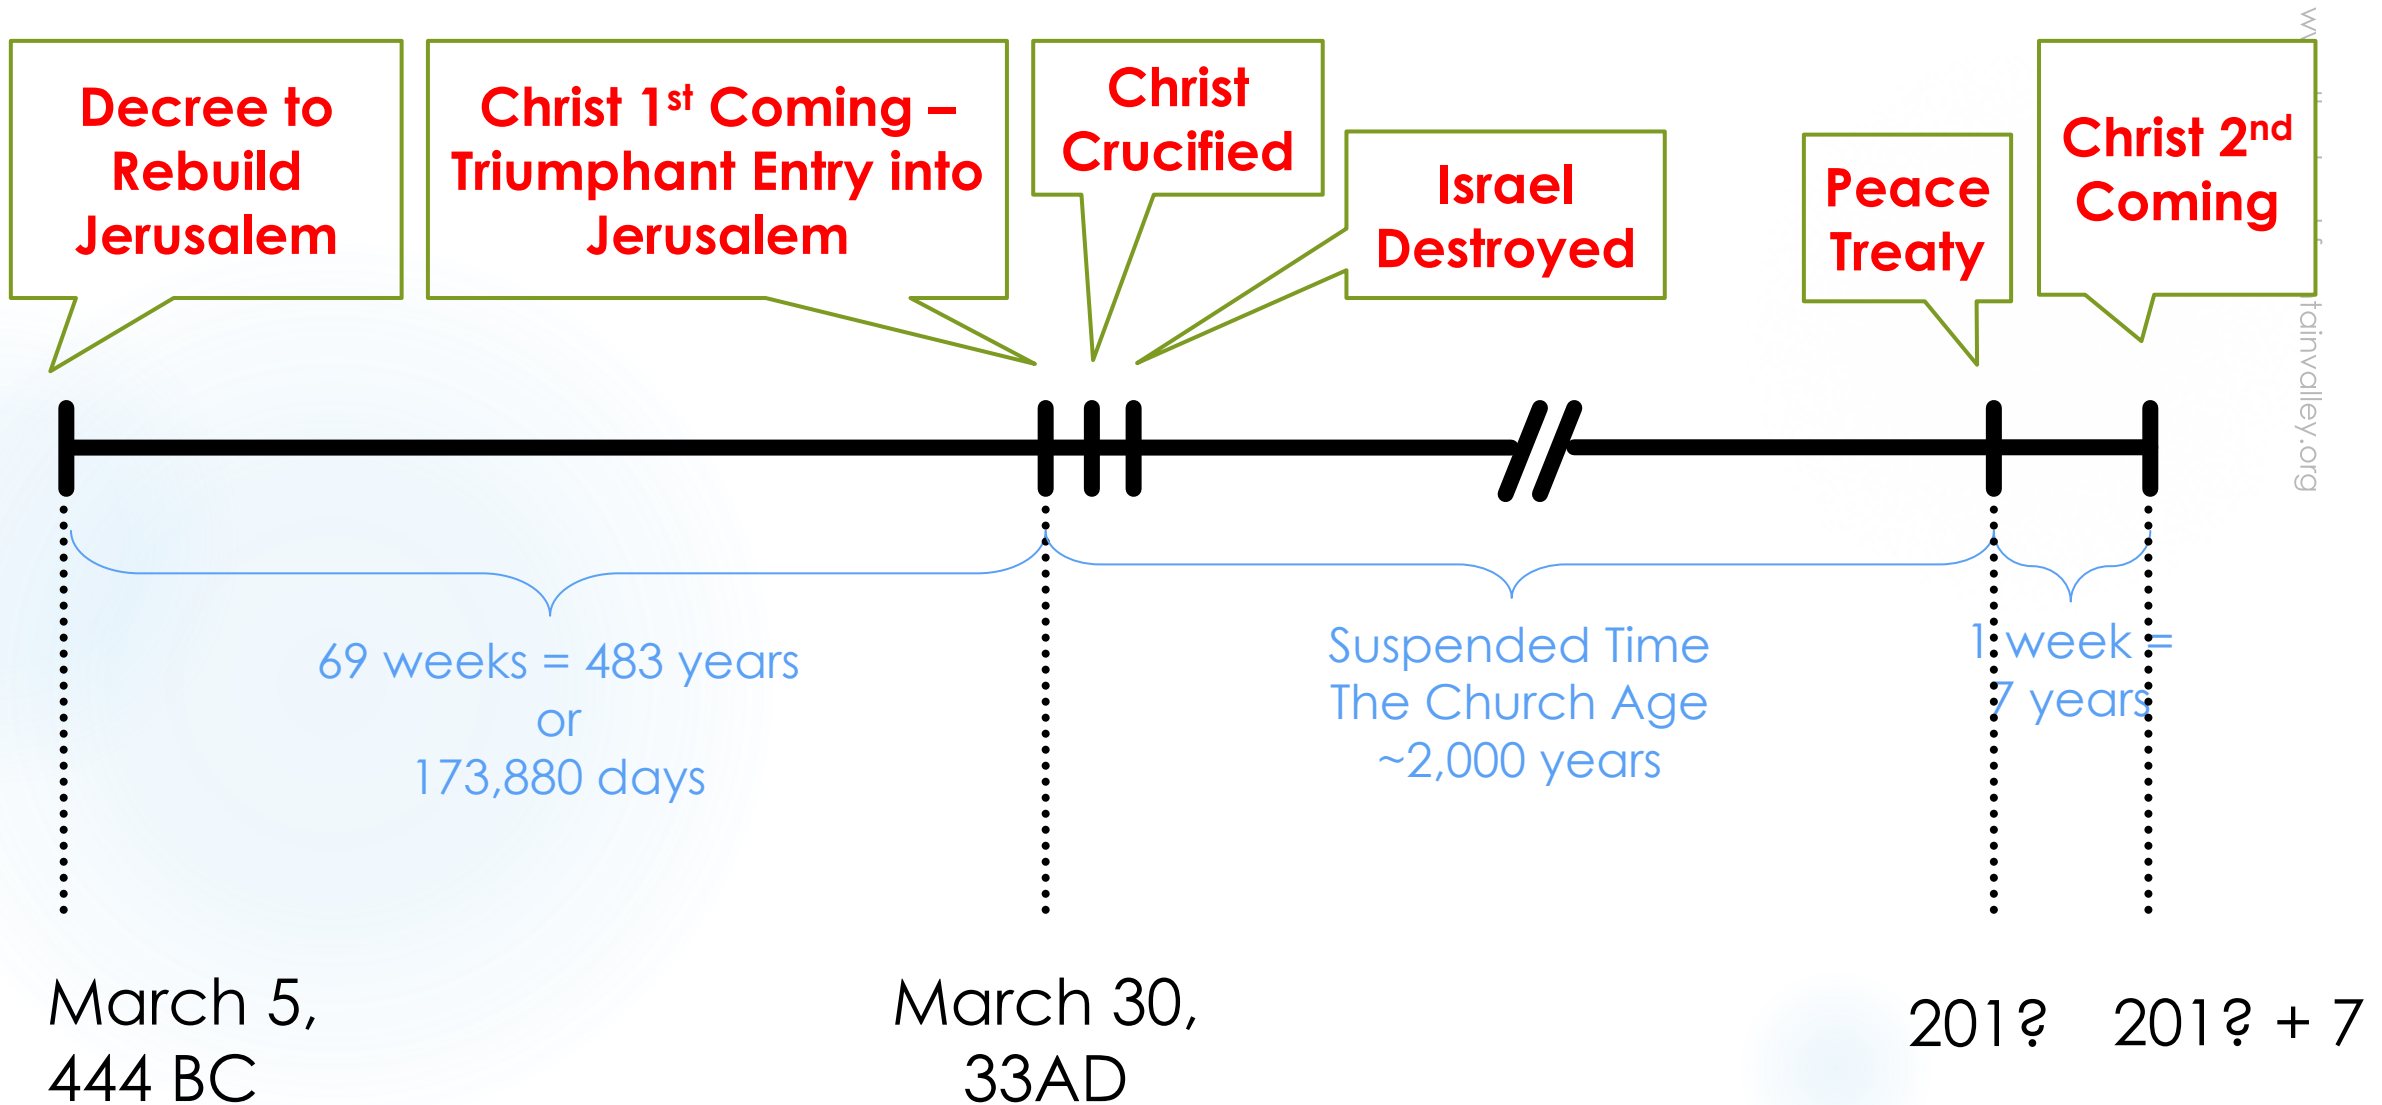 Decree to
Rebuild
Jerusalem
Christ 1st Coming –
Triumphant Entry into
Jerusalem
Christ
Crucified
Israel
Destroyed
Peace
Treaty
Christ 2nd
Coming
tainvalley.org
69 weeks = 483 years
or
173,880 days
Suspended Time
The Church Age
~2,000 years
1 week =
7 years
March 5,
444 BC
March 30,
33AD
201?
201? + 7